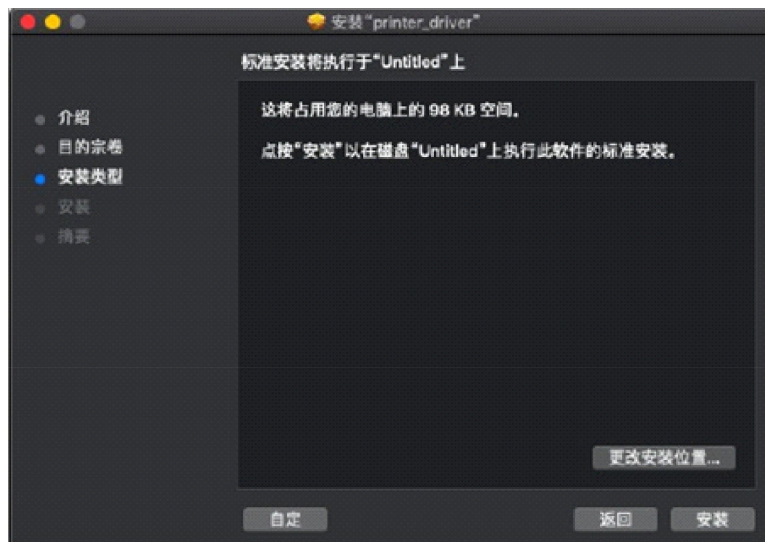 安装“printer_driver”
标准安装将执行于“Untitled”上
介绍
目的宗卷
安装类型
安装
摘要
这将占用您的电脑上的 98 KB 空间。
点按“安装”以在磁盘“Untitled”上执行此软件的标准安装。
更改安装位置...
自定
返回
安装